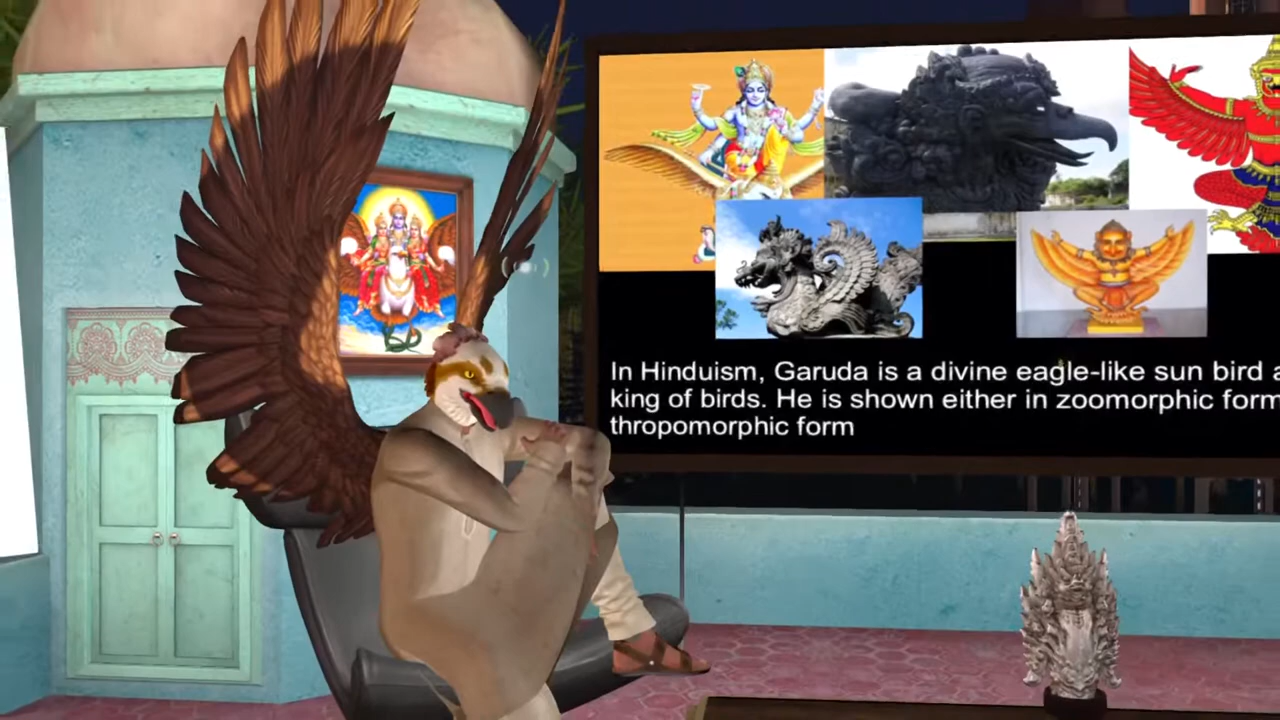 In Hinduism, Garuda is a divine eagle-like sun bird
king of birds. He is shown either in zoomorphic form
thropomorphic form